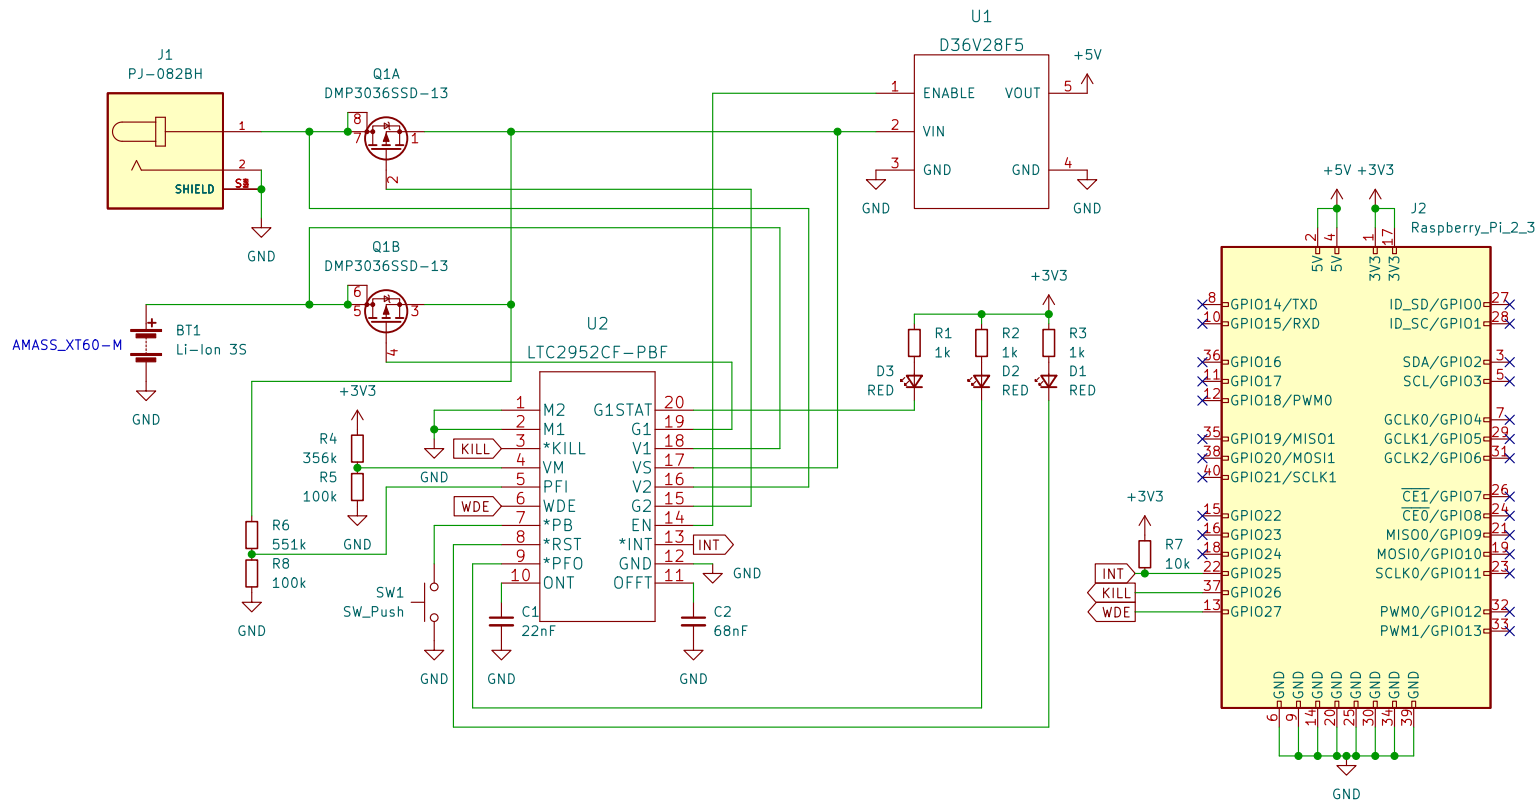 J1
PJ-082BH
1
2
SHIELD
GND
Q1A
DMP3036SSD-13
8
7
1
2
Q1B
DMP3036SSD-13
6
5
3
4
AMASS_XT60-M
+
BT1
Li-Ion 3S
GND
U1
D36V28F5
1
ENABLE
2
VIN
3
GND
VOUT
5
GND
4
+5V
GND
GND
U2
LTC2952CF-PBF
1
M2
2
M1
3
*KILL
4
VM
5
PFI
6
WDE
7
*PB
8
*RST
9
*PFO
10
ONT
G1STAT
20
G1
19
V1
18
VS
17
V2
16
G2
15
EN
14
*INT
13
GND
12
OFFT
11
KILL
WDE
INT
GND
GND
+3V3
R4
356k
R5
100k
GND
R6
551k
R8
100k
GND
SW1
SW_Push
GND
C1
22nF
GND
C2
68nF
GND
+3V3
R1
1k
R2
1k
R3
1k
D3
RED
D2
RED
D1
RED
+5V
+3V3
J2
Raspberry_Pi_2_3
2
5V
4
5V
1
3V3
17
3V3
8
GPIO14/TXD
10
GPIO15/RXD
36
GPIO16
11
GPIO17
12
GPIO18/PWM0
35
GPIO19/MISO1
38
GPIO20/MOSI1
40
GPIO21/SCLK1
15
GPIO22
16
GPIO23
18
GPIO24
22
GPIO25
37
GPIO26
13
GPIO27
ID_SD/GPIO0
27
ID_SC/GPIO1
28
SDA/GPIO2
3
SCL/GPIO3
5
GCLK0/GPIO4
7
GCLK1/GPIO5
29
GCLK2/GPIO6
31
CE1/GPIO7
26
CE0/GPIO8
24
MISO0/GPIO9
21
MOSI0/GPIO10
19
SCLK0/GPIO11
23
PWM0/GPIO12
32
PWM1/GPIO13
33
+3V3
R7
10k
INT
KILL
WDE
GND
GND
GND
GND
GND
GND
GND
GND
6
9
14
20
25
30
34
39
GND